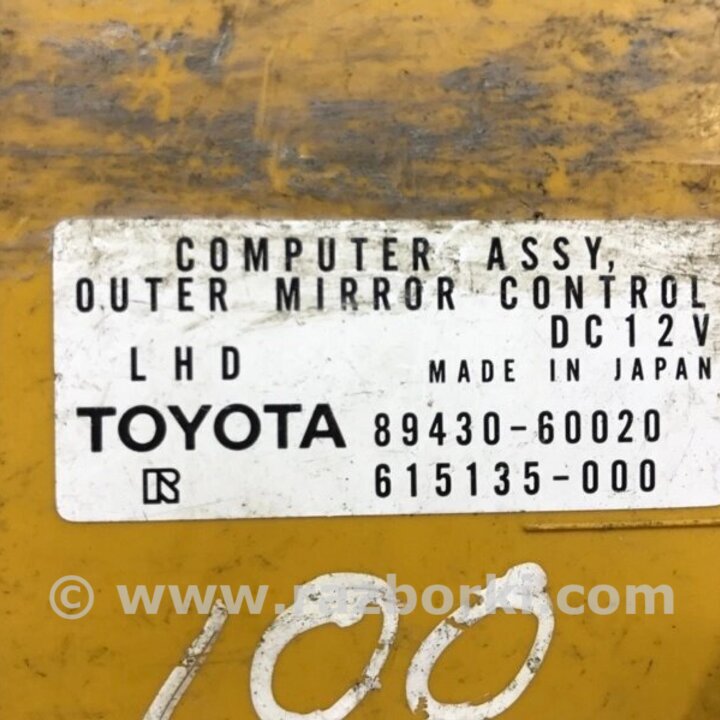 COMPUTER ASSY,
OUTER MIRROR CONTROL
DC12V
LHD MADE IN JAPAN
TOYOTA 89430-60020
R 615135-000
© www.razborki.com
100